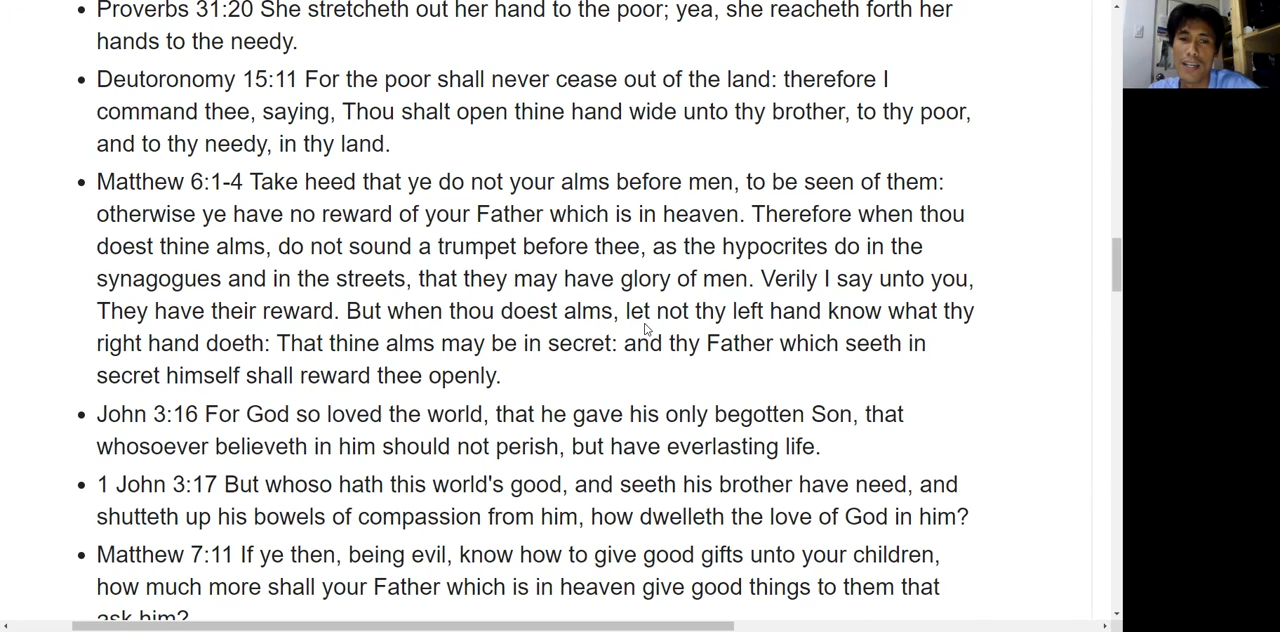 • Proverbs 31:20 She stretcheth out her hand to the poor; yea, she reacheth forth her
hands to the needy.
• Deutoronomy 15:11 For the poor shall never cease out of the land: therefore I
command thee, saying, Thou shalt open thine hand wide unto thy brother, to thy poor,
and to thy needy, in thy land.
• Matthew 6:1-4 Take heed that ye do not your alms before men, to be seen of them:
otherwise ye have no reward of your Father which is in heaven. Therefore when thou
doest thine alms, do not sound a trumpet before thee, as the hypocrites do in the
synagogues and in the streets, that they may have glory of men. Verily I say unto you,
They have their reward. But when thou doest alms, let not thy left hand know what thy
right hand doeth: That thine alms may be in secret: and thy Father which seeth in
secret himself shall reward thee openly.
• John 3:16 For God so loved the world, that he gave his only begotten Son, that
whosoever believeth in him should not perish, but have everlasting life.
• 1 John 3:17 But whoso hath this world's good, and seeth his brother have need, and
shutteth up his bowels of compassion from him, how dwelleth the love of God in him?
• Matthew 7:11 If ye then, being evil, know how to give good gifts unto your children,
how much more shall your Father which is in heaven give good things to them that
ask him?